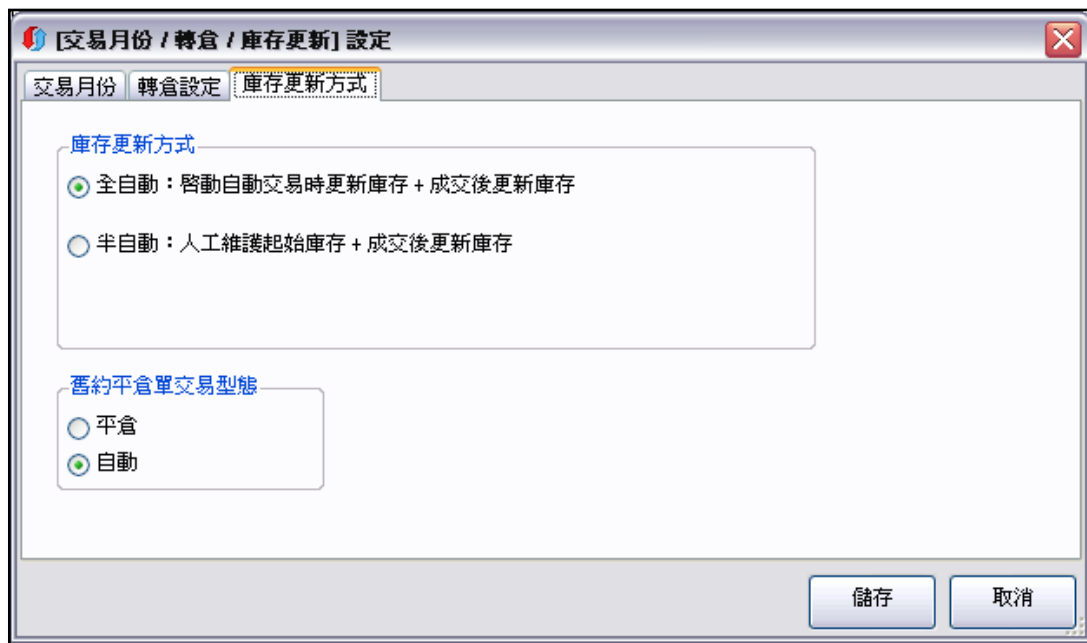 [交易月份 / 轉倉 / 庫存更新] 設定
交易月份 轉倉設定 庫存更新方式
庫存更新方式
全自動：啓動自動交易時更新庫存 + 成交後更新庫存
半自動：人工維護起始庫存 + 成交後更新庫存
舊約平倉單交易型態
平倉
自動
儲存 取消